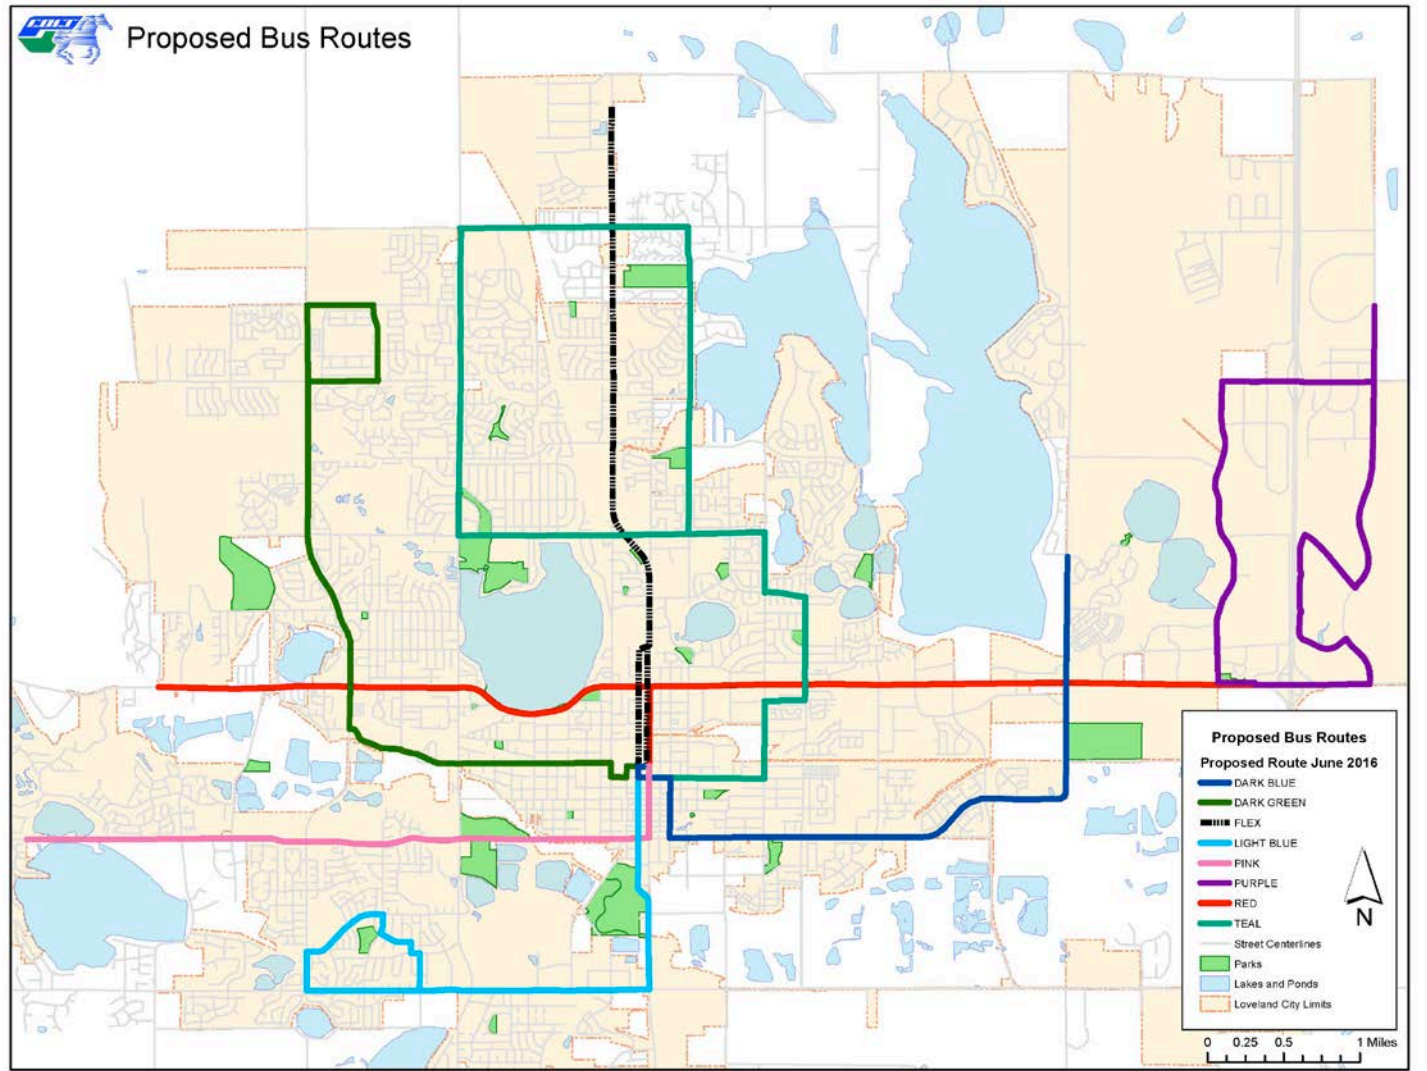 COLT
Proposed Bus Routes
Proposed Bus Routes
Proposed Route June 2016
DARK BLUE
DARK GREEN
FLEX
LIGHT BLUE
PINK
PURPLE
RED
TEAL
Street Centerlines
Parks
Lakes and Ponds
Loveland City Limits
N
0 0.25 0.5 1 Miles